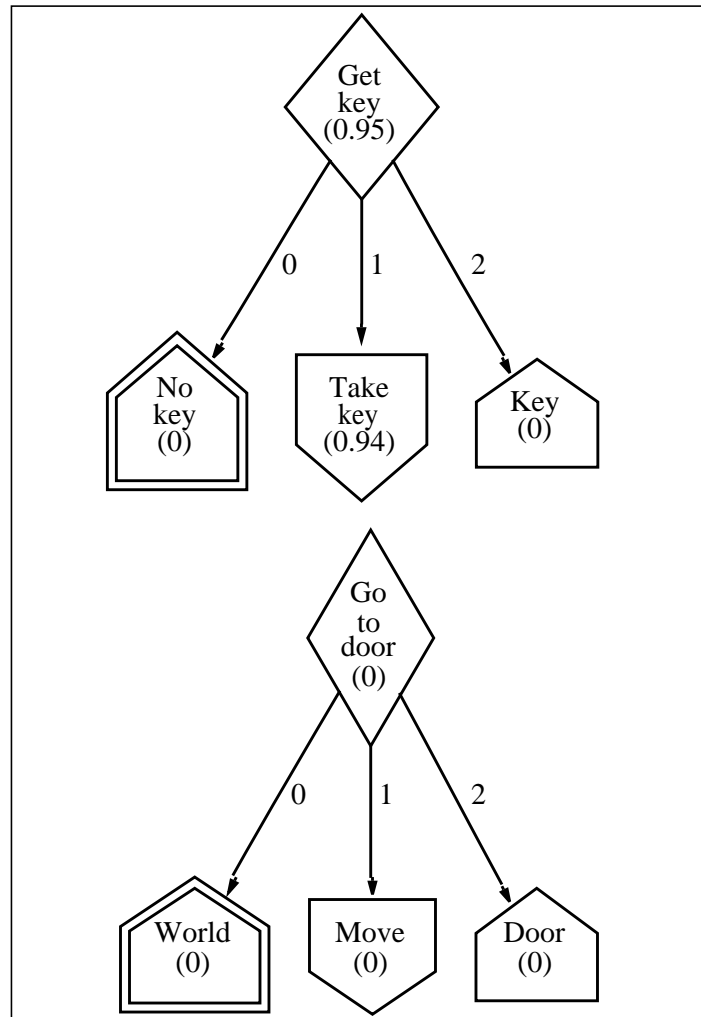 Get
key
(0.95)
0
1
2
No
key
(0)
Take
key
(0.94)
Key
(0)
Go
to
door
(0)
0
1
2
World
(0)
Move
(0)
Door
(0)